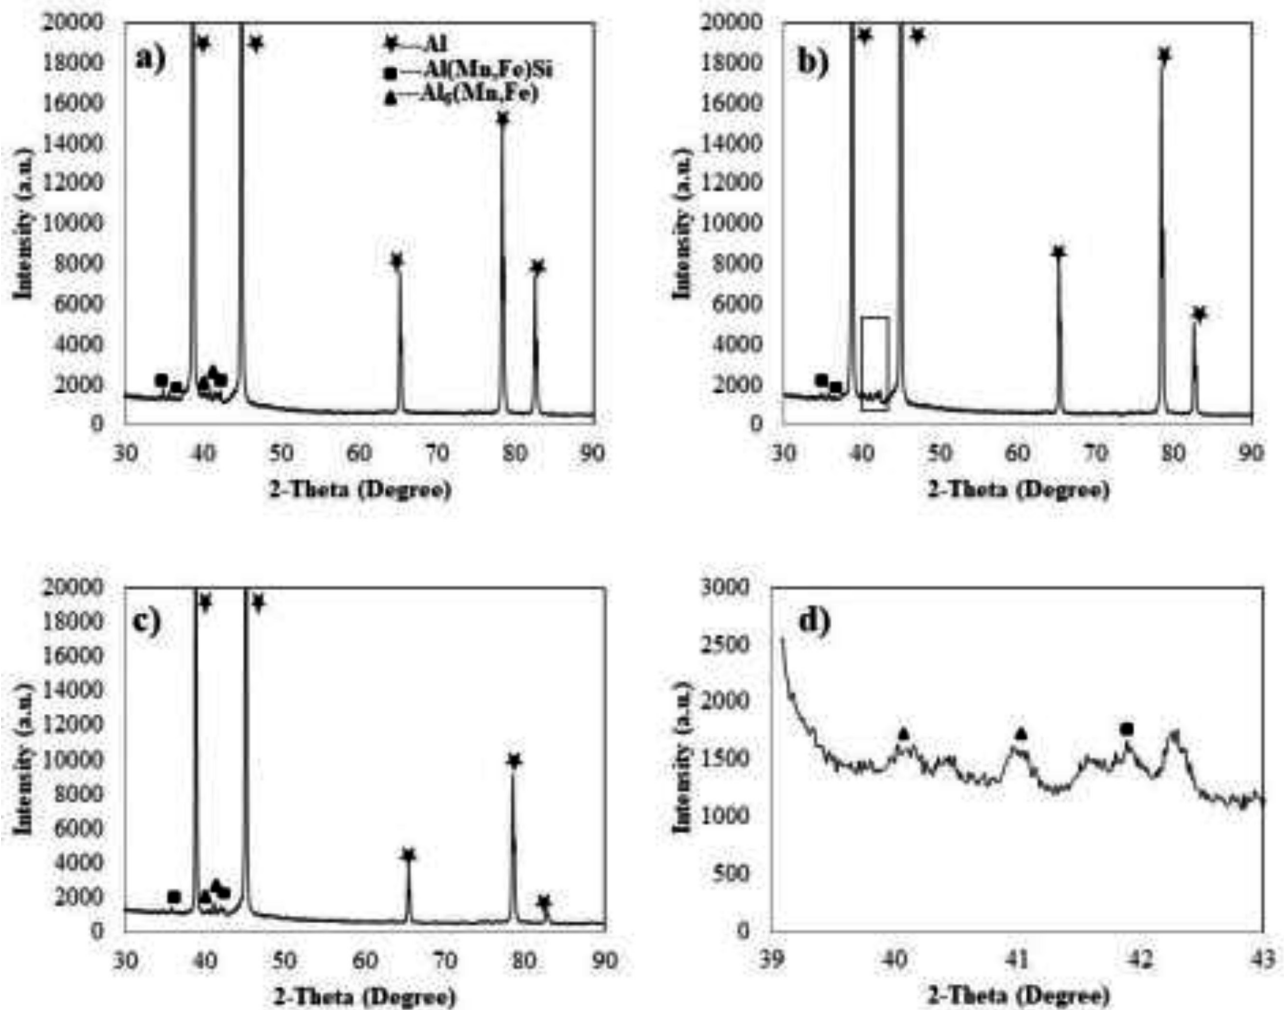 20000
18000
16000
14000
12000
10000
8000
6000
4000
2000
0
Intensity (a.u.)
a)
Al
Al(Mn,Fe)Si
Al₆(Mn,Fe)
30 40 50 60 70 80 90
2-Theta (Degree)
20000
18000
16000
14000
12000
10000
8000
6000
4000
2000
0
Intensity (a.u.)
b)
30 40 50 60 70 80 90
2-Theta (Degree)
20000
18000
16000
14000
12000
10000
8000
6000
4000
2000
0
Intensity (a.u.)
c)
30 40 50 60 70 80 90
2-Theta (Degree)
3000
2500
2000
1500
1000
500
0
Intensity (a.u.)
d)
39 40 41 42 43
2-Theta (Degree)